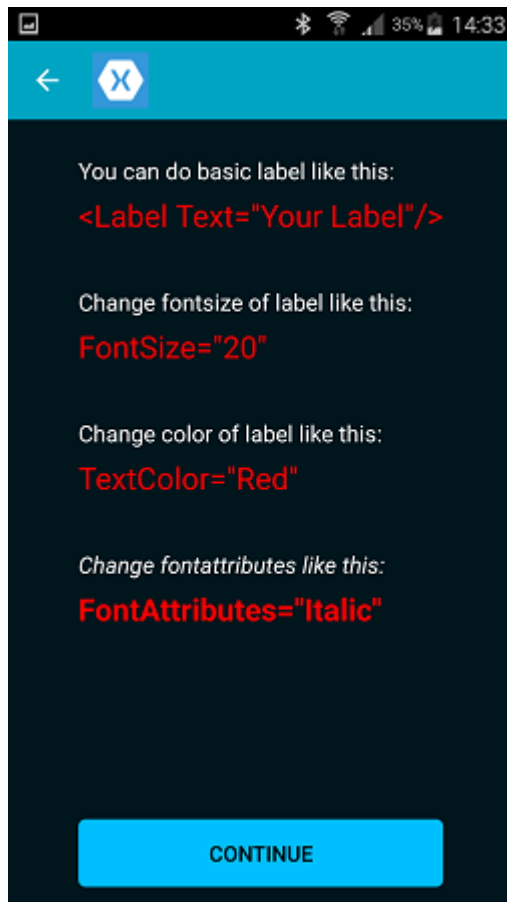 35% 14:33
You can do basic label like this:
<Label Text="Your Label"/>
Change fontsize of label like this:
FontSize="20"
Change color of label like this:
TextColor="Red"
Change fontattributes like this:
FontAttributes="Italic"
CONTINUE